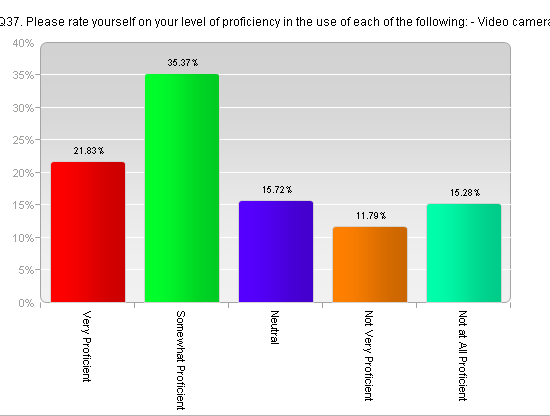 Q37. Please rate yourself on your level of proficiency in the use of each of the following: - Video camera
40%
35%
30%
25%
20%
15%
10%
5%
0%
21.83%
35.37%
15.72%
11.79%
15.28%
Very Proficient
Somewhat Proficient
Neutral
Not Very Proficient
Not at All Proficient